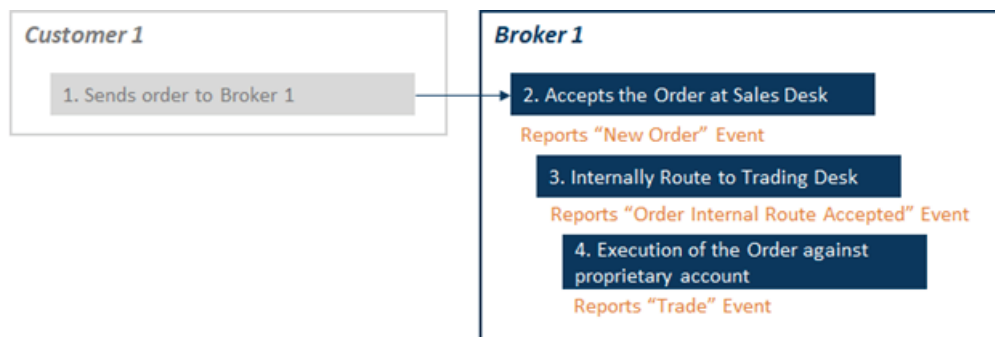 Customer 1
1. Sends order to Broker 1
Broker 1
2. Accepts the Order at Sales Desk
Reports “New Order” Event
3. Internally Route to Trading Desk
Reports “Order Internal Route Accepted” Event
4. Execution of the Order against
proprietary account
Reports “Trade” Event